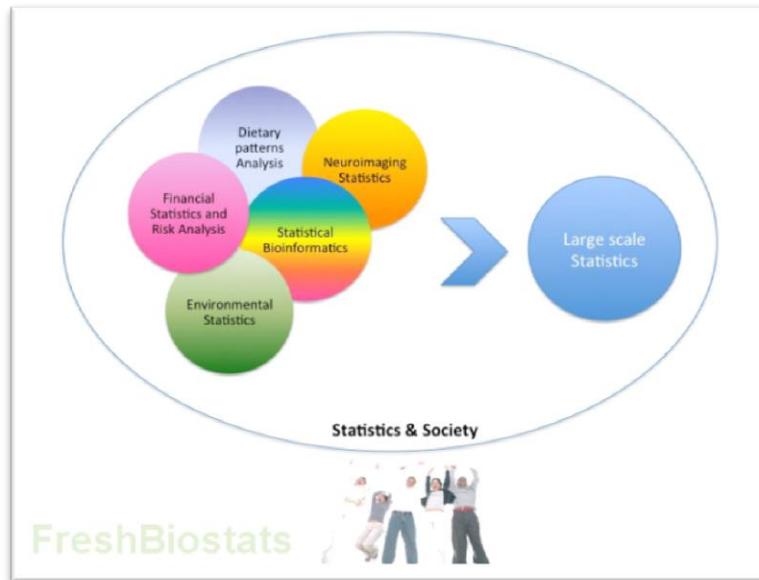 Dietary
patterns
Analysis
Neuroimaging
Statistics
Financial
Statistics and
Risk Analysis
Statistical
Bioinformatics
Environmental
Statistics
Large scale
Statistics
Statistics & Society
FreshBiostats